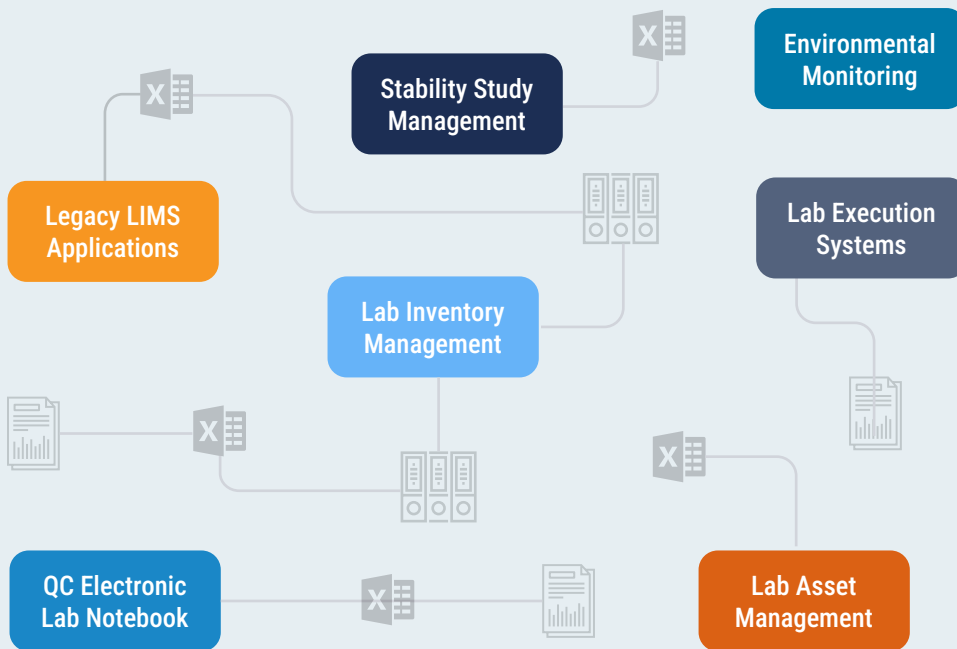 Environmental
Monitoring
Stability Study
Management
Legacy LIMS
Applications
Lab Execution
Systems
Lab Inventory
Management
QC Electronic
Lab Notebook
Lab Asset
Management
X
X
X
X
X